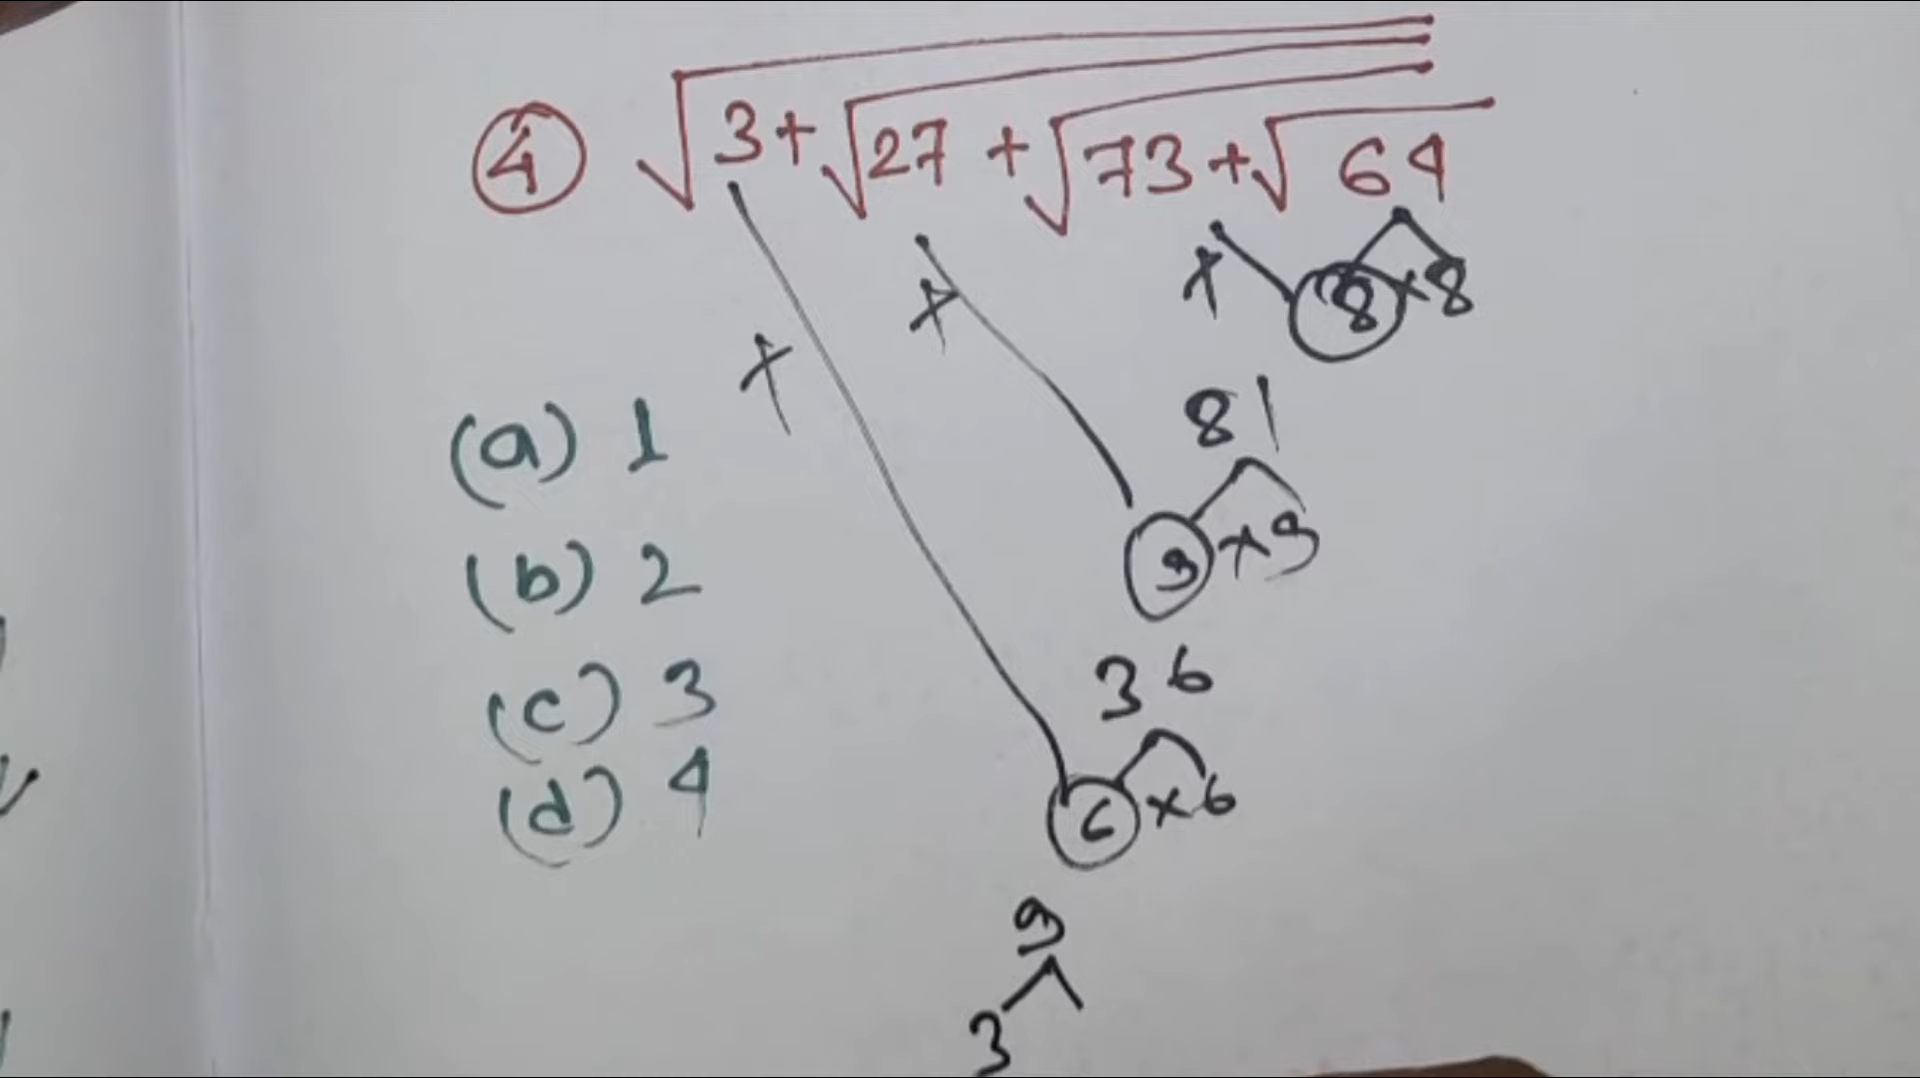 ④ √3+√27+√73+√64
+ + + 8×8
81
(a) 1
9×9
(b) 2
36
(c) 3
6×6
(d) 4
9
3